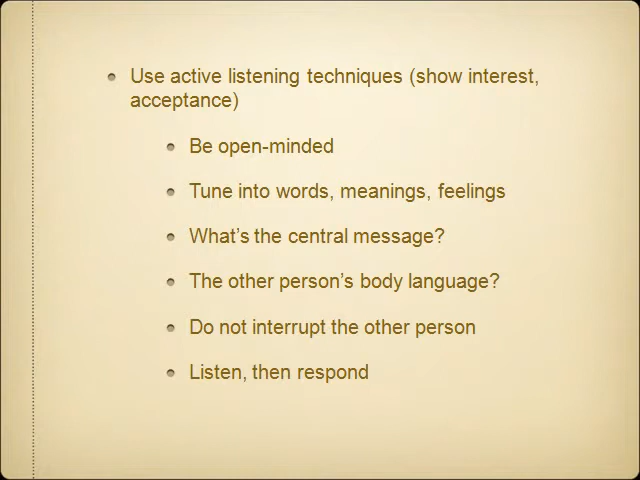 Use active listening techniques (show interest,
acceptance)
Be open-minded
Tune into words, meanings, feelings
What’s the central message?
The other person’s body language?
Do not interrupt the other person
Listen, then respond